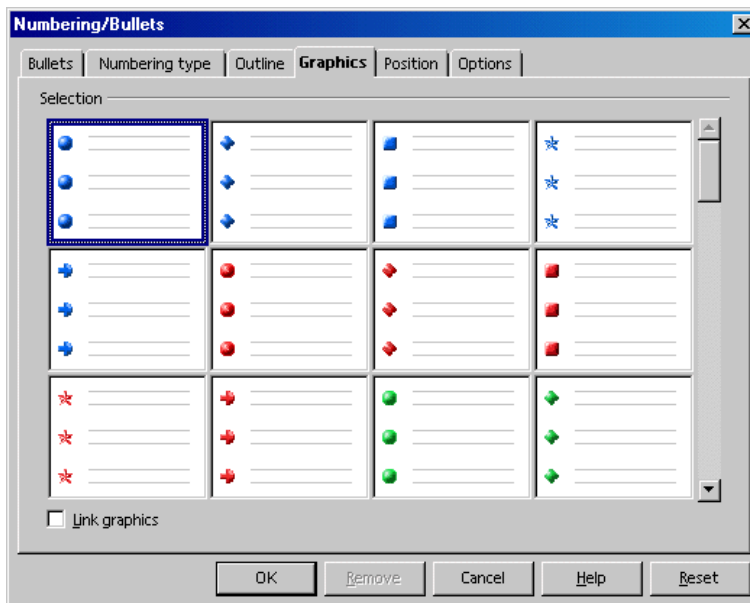 Numbering/Bullets
Bullets Numbering type Outline Graphics Position Options
Selection
Link graphics
OK Remove Cancel Help Reset